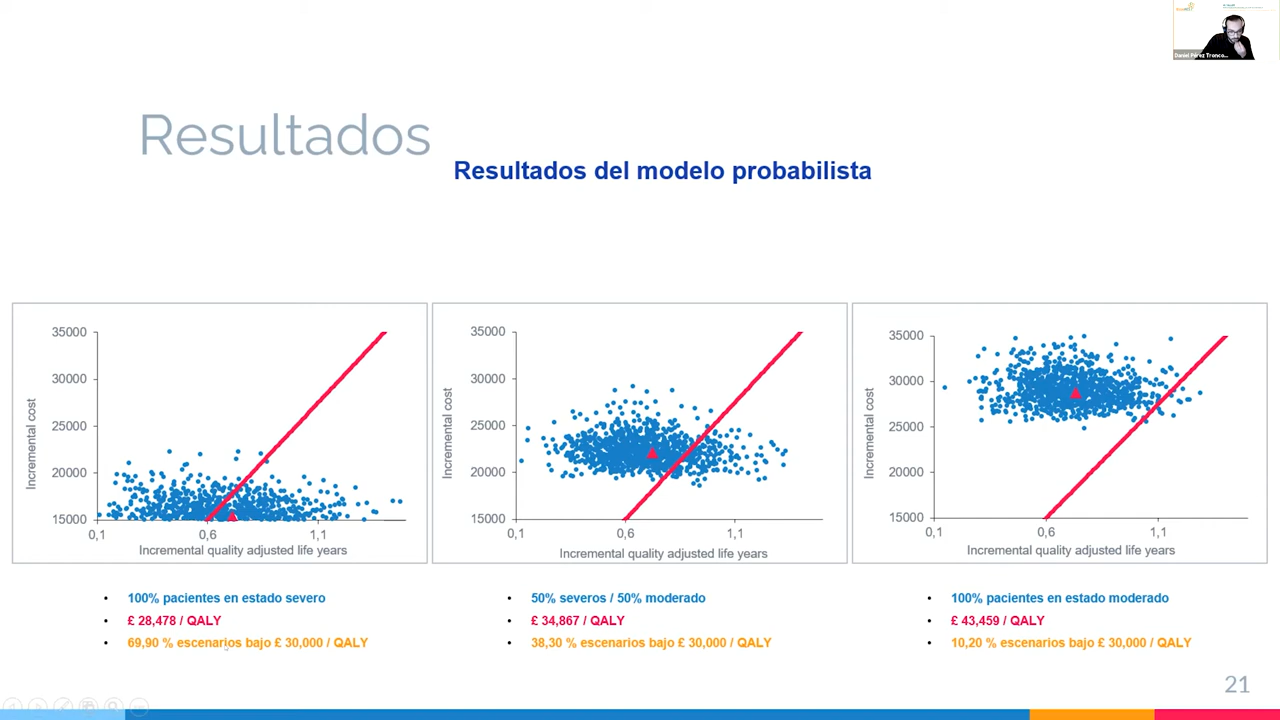 Daniel Pérez Tronco...
Resultados
Resultados del modelo probabilista
35000
30000
25000
20000
15000
0,1
0,6
1,1
Incremental cost
Incremental quality adjusted life years
35000
30000
25000
20000
15000
0,1
0,6
1,1
Incremental cost
Incremental quality adjusted life years
35000
30000
25000
20000
15000
0,1
0,6
1,1
Incremental cost
Incremental quality adjusted life years
• 100% pacientes en estado severo
• £ 28,478 / QALY
• 69,90 % escenarios bajo £ 30,000 / QALY
• 50% severos / 50% moderado
• £ 34,867 / QALY
• 38,30 % escenarios bajo £ 30,000 / QALY
• 100% pacientes en estado moderado
• £ 43,459 / QALY
• 10,20 % escenarios bajo £ 30,000 / QALY
21